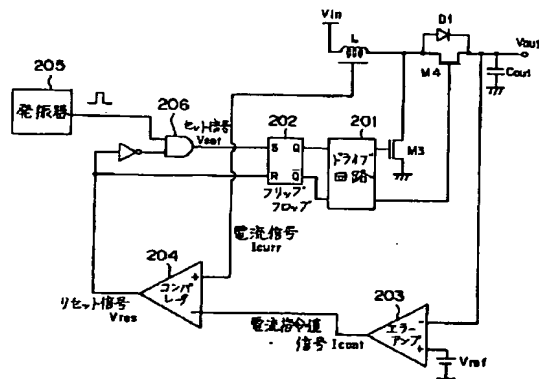 Vin
L
D1
Vout
M4
Cout
205
発振器
206
セット信号
Vset
202
S Q
R Q̅
フリップ
フロップ
201
ドライブ
回路
M3
電流信号
Icurr
204
コンパ
レータ
+
-
リセット信号
Vres
電流指令値
信号 Icont
203
エラー
アンプ
-
+
Vref